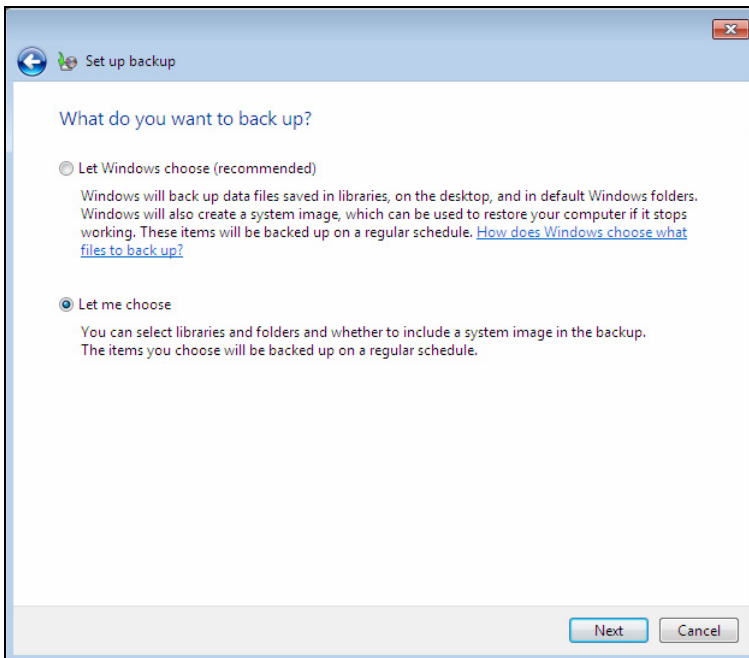 Set up backup
What do you want to back up?
Let Windows choose (recommended)
Windows will back up data files saved in libraries, on the desktop, and in default Windows folders.
Windows will also create a system image, which can be used to restore your computer if it stops
working. These items will be backed up on a regular schedule. How does Windows choose what
files to back up?
Let me choose
You can select libraries and folders and whether to include a system image in the backup.
The items you choose will be backed up on a regular schedule.
Next Cancel